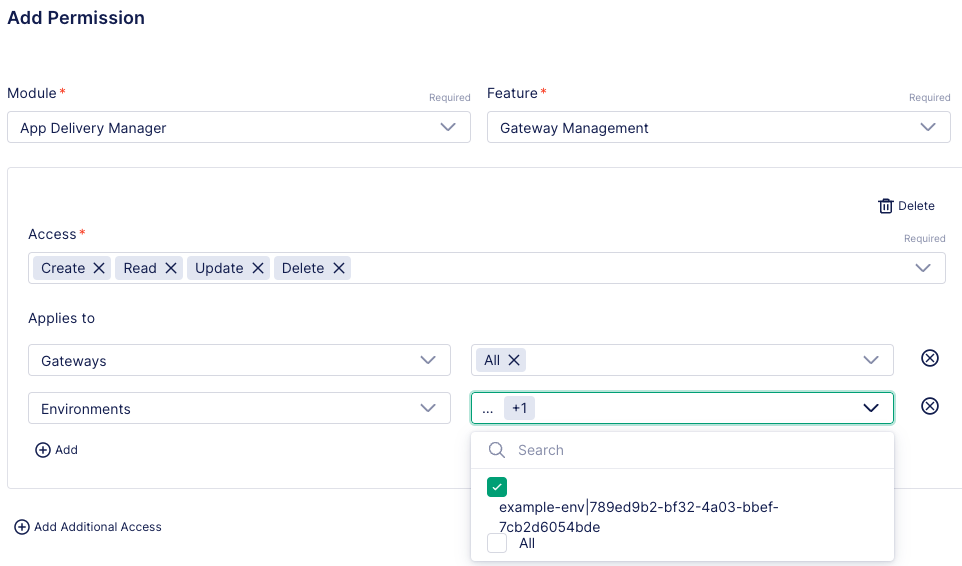 Add Permission
Module*
Required
Feature*
Required
App Delivery Manager
Gateway Management
Delete
Access*
Required
Create
Read
Update
Delete
Applies to
Gateways
All
Environments
... +1
Add
Search
example-env|789ed9b2-bf32-4a03-bbef-
7cb2d6054bde
All
Add Additional Access